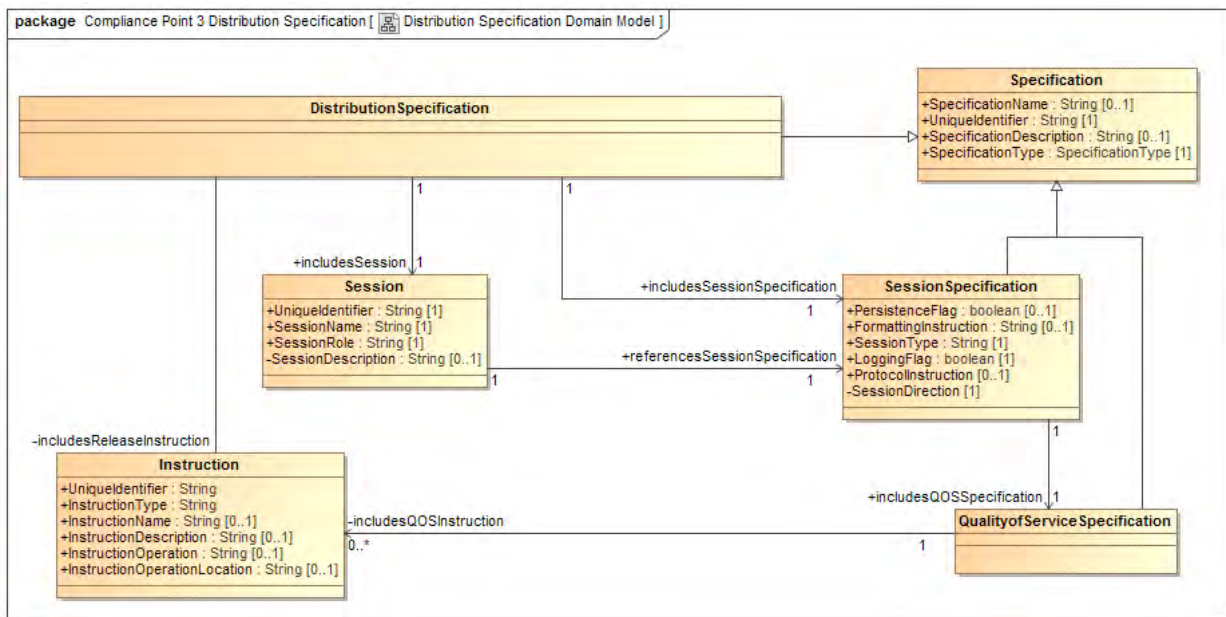 package Compliance Point 3 Distribution Specification [ Distribution Specification Domain Model ]
DistributionSpecification
Specification
+SpecificationName : String [0..1]
+UniqueIdentifier : String [1]
+SpecificationDescription : String [0..1]
+SpecificationType : SpecificationType [1]
1
1
+includesSession
1
Session
+UniqueIdentifier : String [1]
+SessionName : String [1]
+SessionRole : String [1]
-SessionDescription : String [0..1]
+includesSessionSpecification
1
+referencesSessionSpecification
1
1
SessionSpecification
+PersistenceFlag : boolean [0..1]
+FormattingInstruction : String [0..1]
+SessionType : String [1]
+LoggingFlag : boolean [1]
+ProtocolInstruction [0..1]
-SessionDirection [1]
1
-includesReleaseInstruction
Instruction
+UniqueIdentifier : String
+InstructionType : String
+InstructionName : String [0..1]
+InstructionDescription : String [0..1]
+InstructionOperation : String [0..1]
+InstructionOperationLocation : String [0..1]
-includesQOSInstruction
0..*
1
+includesQOSSpecification
1
QualityofServiceSpecification